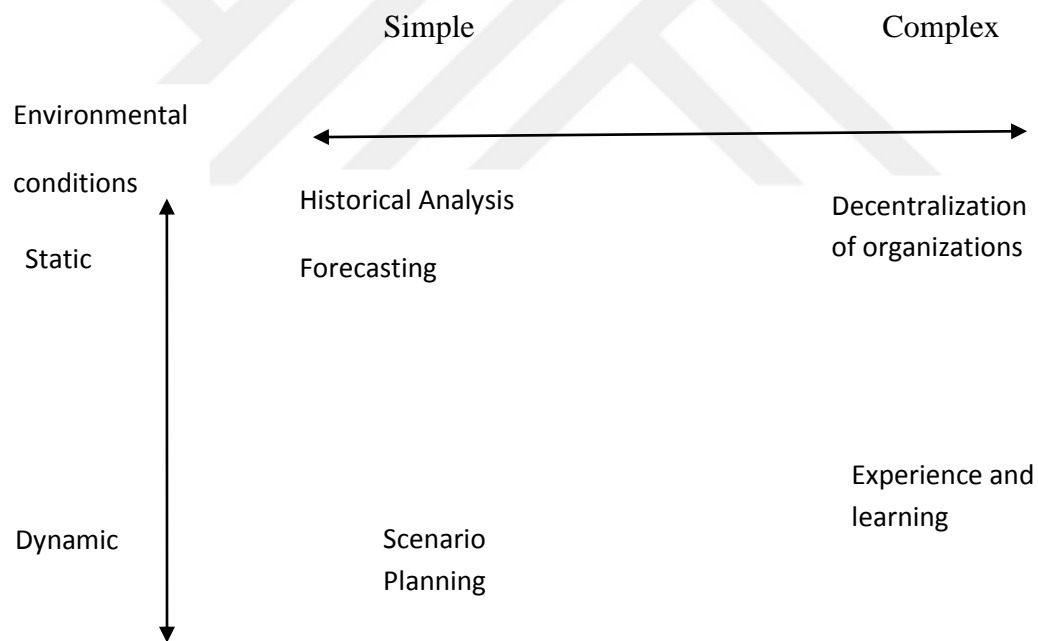 Simple
Complex
Environmental
conditions
Historical Analysis
Decentralization
of organizations
Static
Forecasting
Experience and
learning
Dynamic
Scenario
Planning